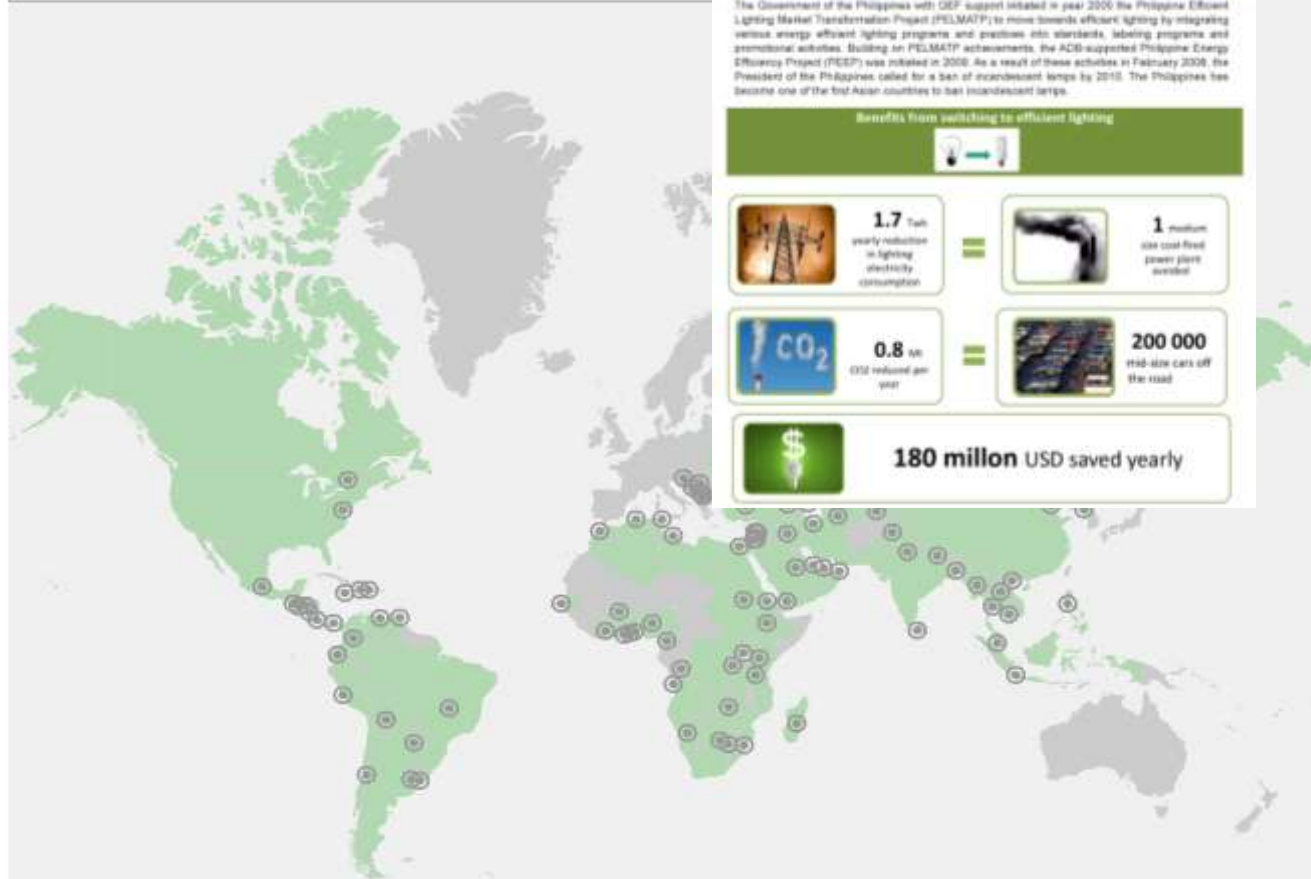 The Government of the Philippines with GEF support initiated in year 2005 the Philippine Efficient
Lighting Market Transformation Project (PELMATP) to move towards efficient lighting by integrating
various energy efficient lighting programs and practices into standards, labeling programs and
promotional activities. Building on PELMATP achievements, the ADB-supported Philippine Energy
Efficiency Project (PEEP) was initiated in 2009. As a result of these activities in February 2008, the
President of the Philippines called for a ban of incandescent lamps by 2010. The Philippines has
become one of the first Asian countries to ban incandescent lamps.
Benefits from switching to efficient lighting
1.7 Twh
yearly reduction
in lighting
electricity
consumption
=
1 medium
size coal-fired
power plant
avoided
CO2
0.8 Mt
CO2 reduced per
year
=
200 000
mid-size cars off
the road
$
180 millon USD saved yearly